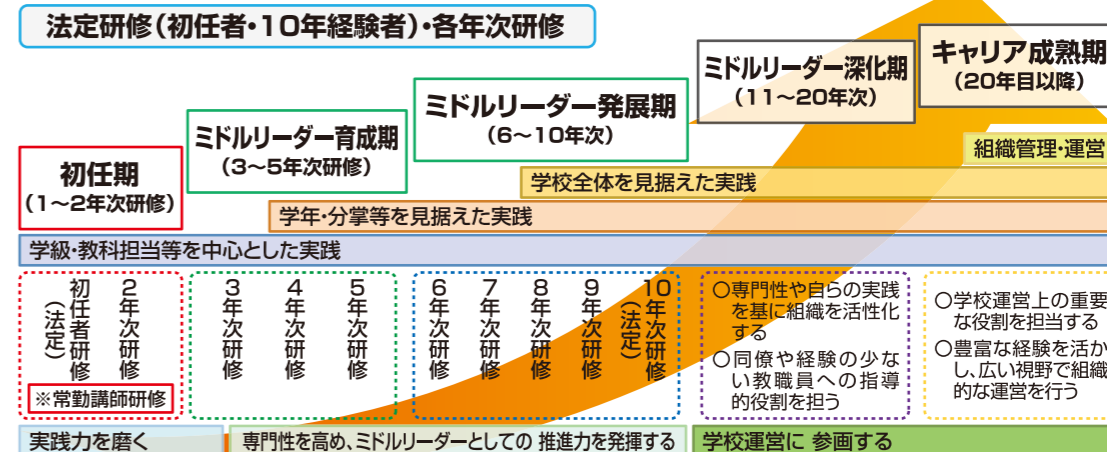 法定研修(初任者・10年経験者)・各年次研修
キャリア成熟期
(20年目以降)
ミドルリーダー深化期
(11〜20年次)
ミドルリーダー発展期
(6〜10年次)
ミドルリーダー育成期
(3〜5年次研修)
初任期
(1〜2年次研修)
組織管理・運営
学校全体を見据えた実践
学年・分掌等を見据えた実践
学級・教科担当等を中心とした実践
初任者研修
(法定)
2年次研修
※常勤講師研修
3年次研修
4年次研修
5年次研修
6年次研修
7年次研修
8年次研修
9年次研修
10年次研修
(法定)
○専門性や自らの実践
を基に組織を活性化
する
○同僚や経験の少な
い教職員への指導
的役割を担う
○学校運営上の重要
な役割を担当する
○豊富な経験を活か
し、広い視野で組織
的な運営を行う
実践力を磨く
専門性を高め、ミドルリーダーとしての 推進力を発揮する
学校運営に 参画する